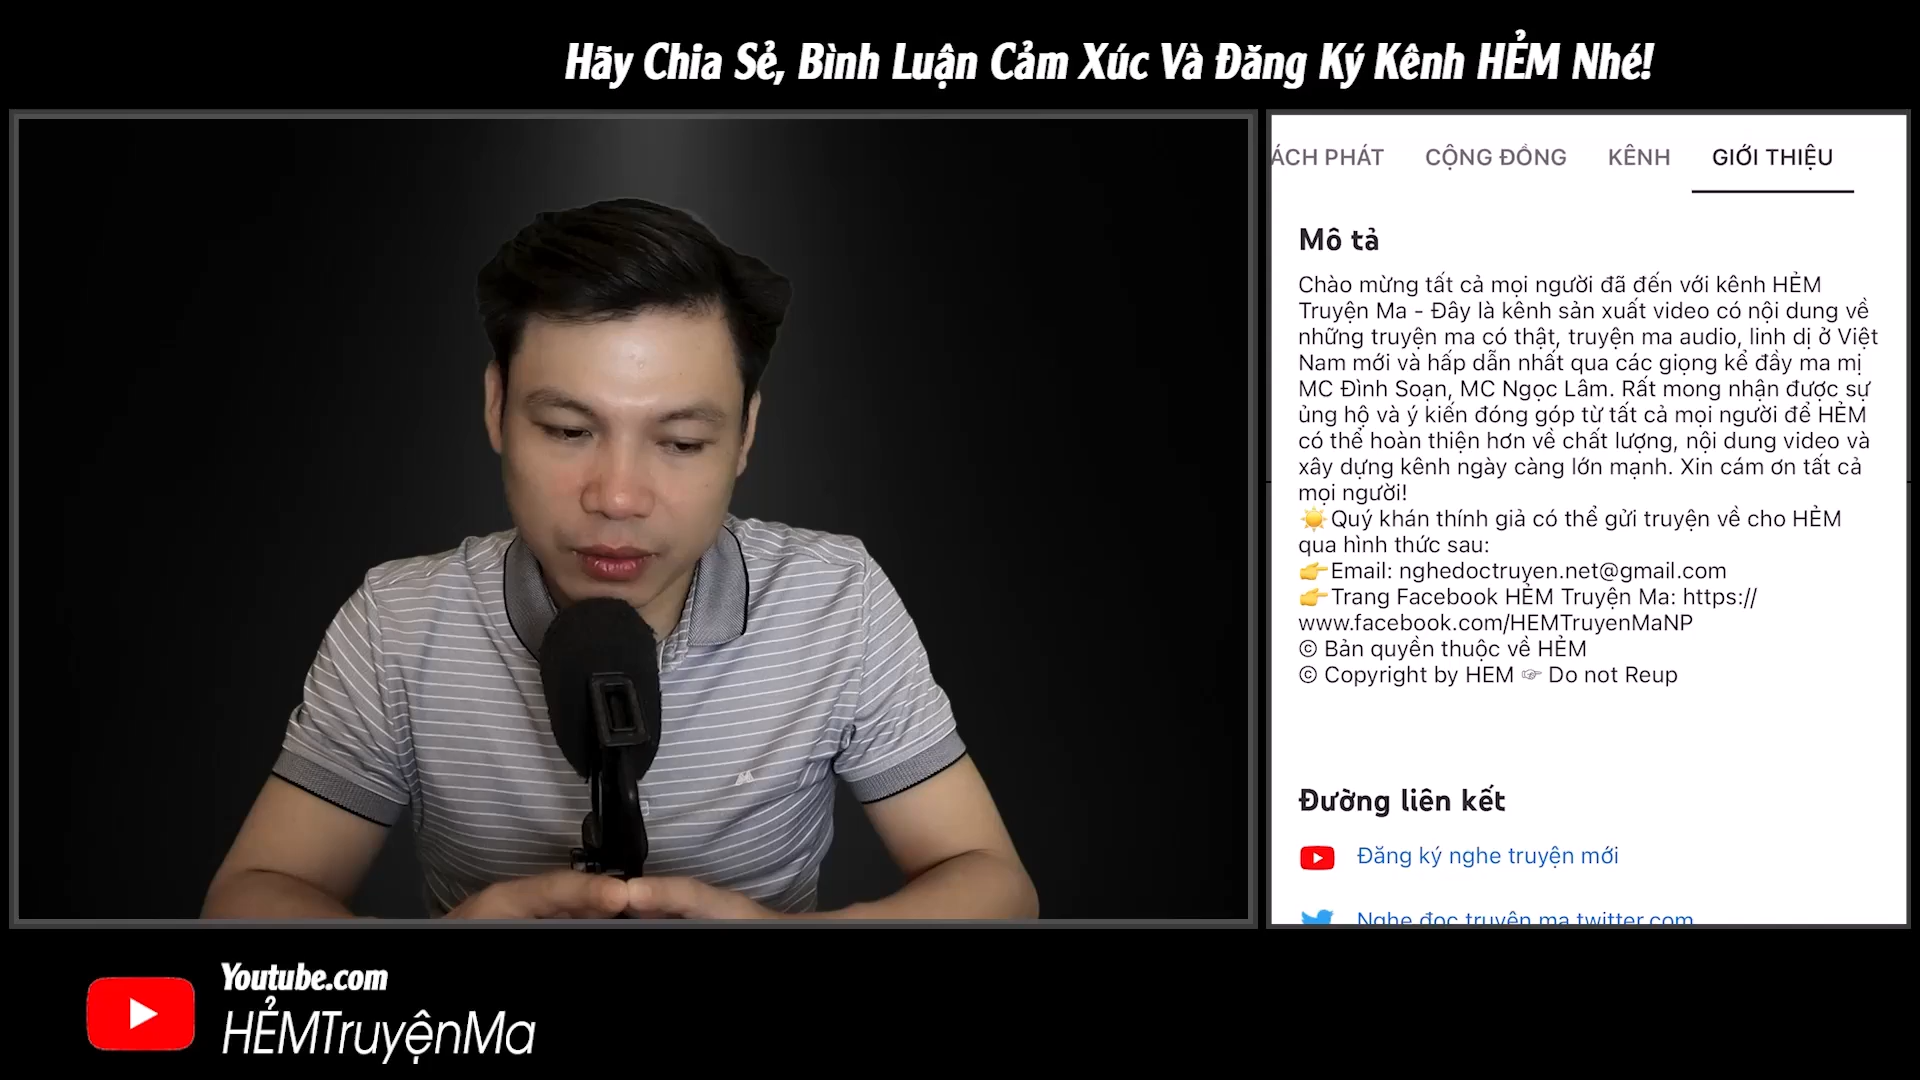 Hãy Chia Sẻ, Bình Luận Cảm Xúc Và Đăng Ký Kênh HẺM Nhé!
ÁCH PHÁT CỘNG ĐỒNG KÊNH GIỚI THIỆU
Mô tả
Chào mừng tất cả mọi người đã đến với kênh HẺM
Truyện Ma - Đây là kênh sản xuất video có nội dung về
những truyện ma có thật, truyện ma audio, linh dị ở Việt
Nam mới và hấp dẫn nhất qua các giọng kể đầy ma mị
MC Đình Soạn, MC Ngọc Lâm. Rất mong nhận được sự
ủng hộ và ý kiến đóng góp từ tất cả mọi người để HẺM
có thể hoàn thiện hơn về chất lượng, nội dung video và
xây dựng kênh ngày càng lớn mạnh. Xin cám ơn tất cả
mọi người!
☀️Quý khán thính giả có thể gửi truyện về cho HẺM
qua hình thức sau:
👉Email: nghedoctruyen.net@gmail.com
👉Trang Facebook HẺM Truyện Ma: https://
www.facebook.com/HEMTruyenMaNP
© Bản quyền thuộc về HẺM
© Copyright by HEM ☞ Do not Reup
Đường liên kết
Đăng ký nghe truyện mới
Nghe đọc truyện ma twitter.com
Youtube.com
HẺMTruyệnMa